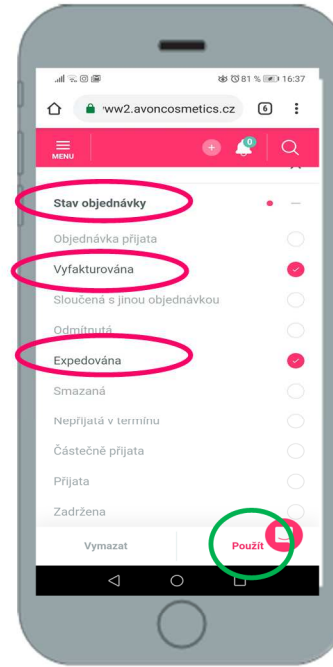 81 % 16:37
ww2.avoncosmetics.cz 6
MENU 0
Stav objednávky
Objednávka přijata
Vyfakturována
Sloučená s jinou objednávkou
Odmítnutá
Expedována
Smazaná
Nepřijatá v termínu
Částečně přijata
Přijata
Zadržena
Vymazat Použít